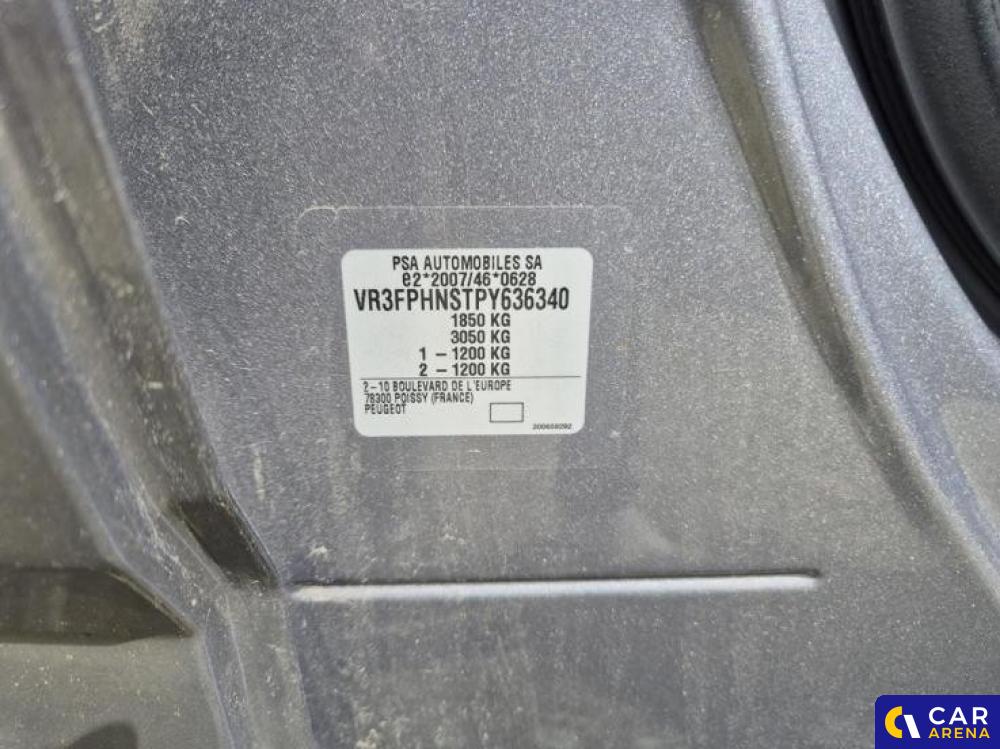 PSA AUTOMOBILES SA
e2*2007/46*0628
VR3FPHNSTPY636340
1850 KG
3050 KG
1 – 1200 KG
2 – 1200 KG
2–10 BOULEVARD DE L'EUROPE
78300 POISSY (FRANCE)
PEUGEOT
CAR
ARENA